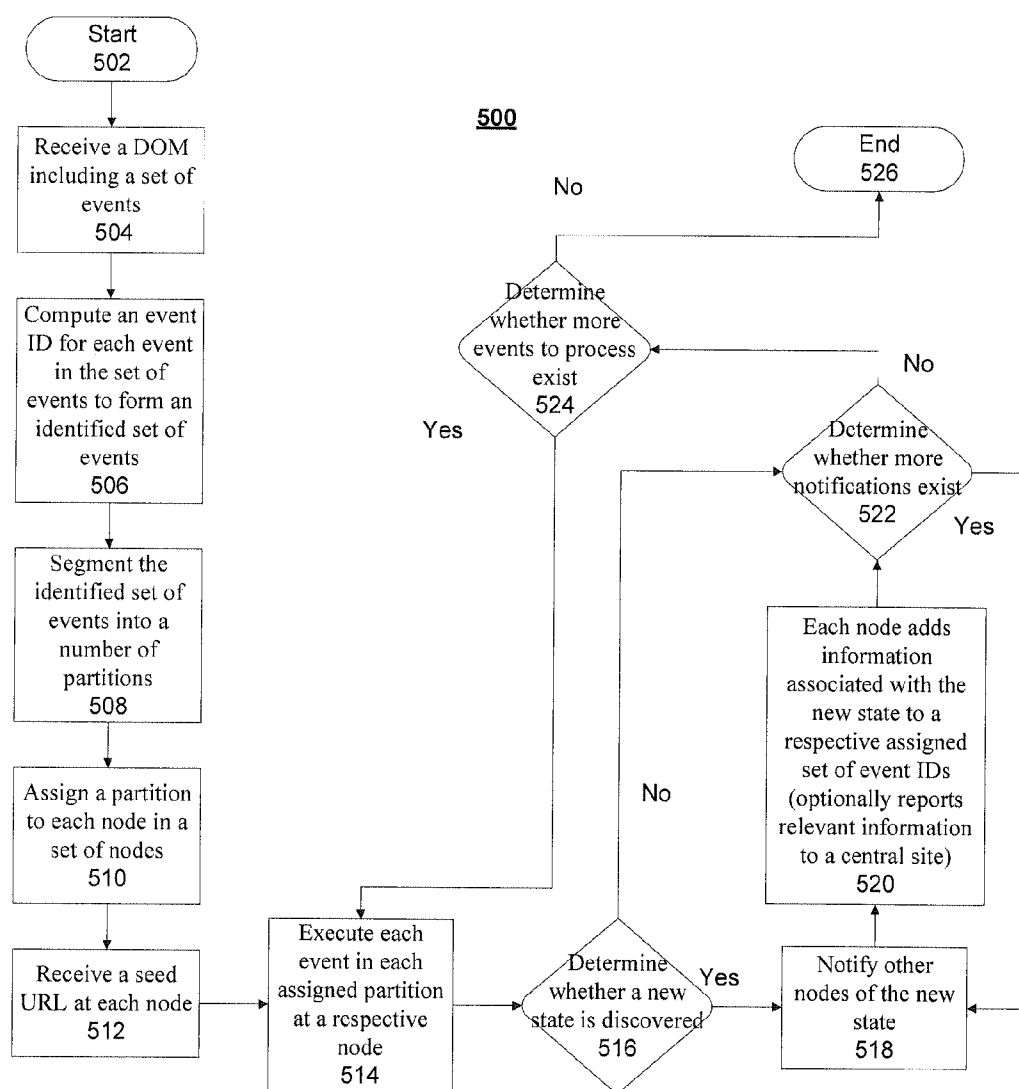 Start
502
Receive a DOM
including a set of
events
504
Compute an event
ID for each event
in the set of
events to form an
identified set of
events
506
Segment the
identified set of
events into a
number of
partitions
508
Assign a partition
to each node in a
set of nodes
510
Receive a seed
URL at each node
512
500
Execute each
event in each
assigned partition
at a respective
node
514
Determine
whether a new
state is discovered
516
Yes
No
Notify other
nodes of the new
state
518
Each node adds
information
associated with the
new state to a
respective assigned
set of event IDs
(optionally reports
relevant information
to a central site)
520
Determine
whether more
notifications exist
522
Yes
No
Determine
whether more
events to process
exist
524
Yes
No
End
526